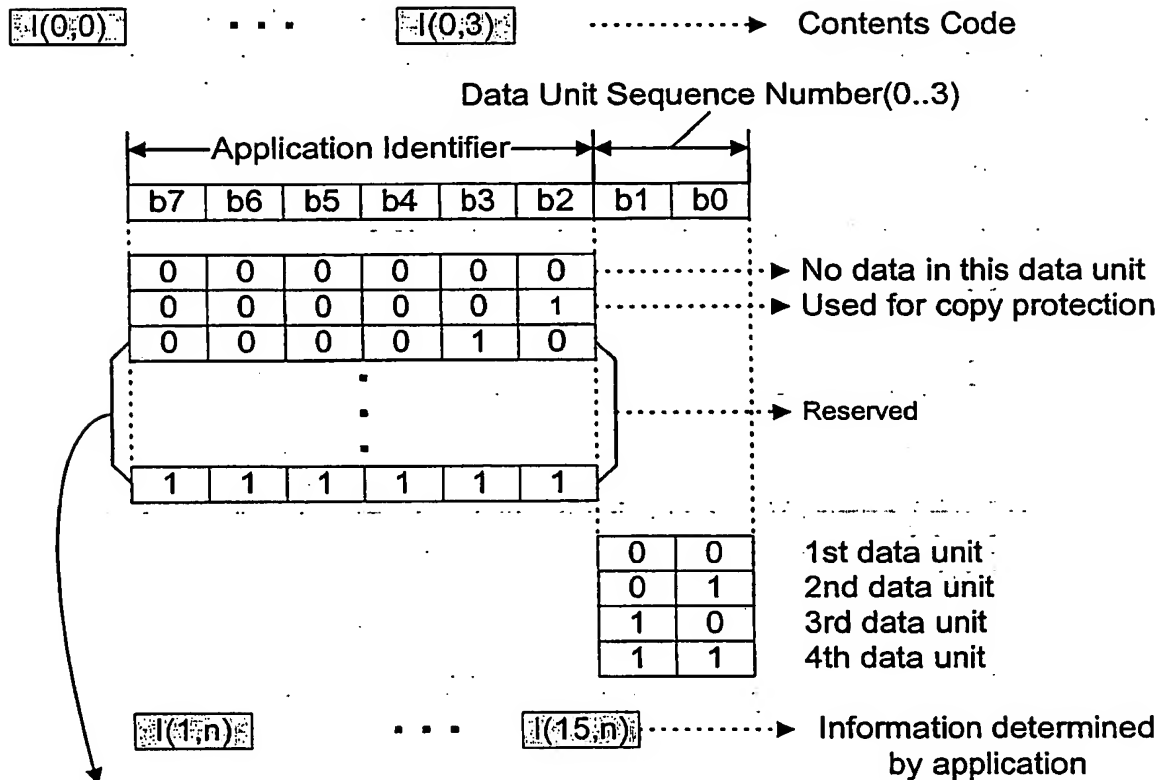 I(0,0) ▪ ▪ ▪ I(0,3) Contents Code
Data Unit Sequence Number(0..3)
Application Identifier
b7 b6 b5 b4 b3 b2 b1 b0
0 0 0 0 0 0 No data in this data unit
0 0 0 0 0 1 Used for copy protection
0 0 0 0 1 0
Reserved
1 1 1 1 1 1
0 0 1st data unit
0 1 2nd data unit
1 0 3rd data unit
1 1 4th data unit
I(1,n) ▪ ▪ ▪ I(15,n) Information determined
by application